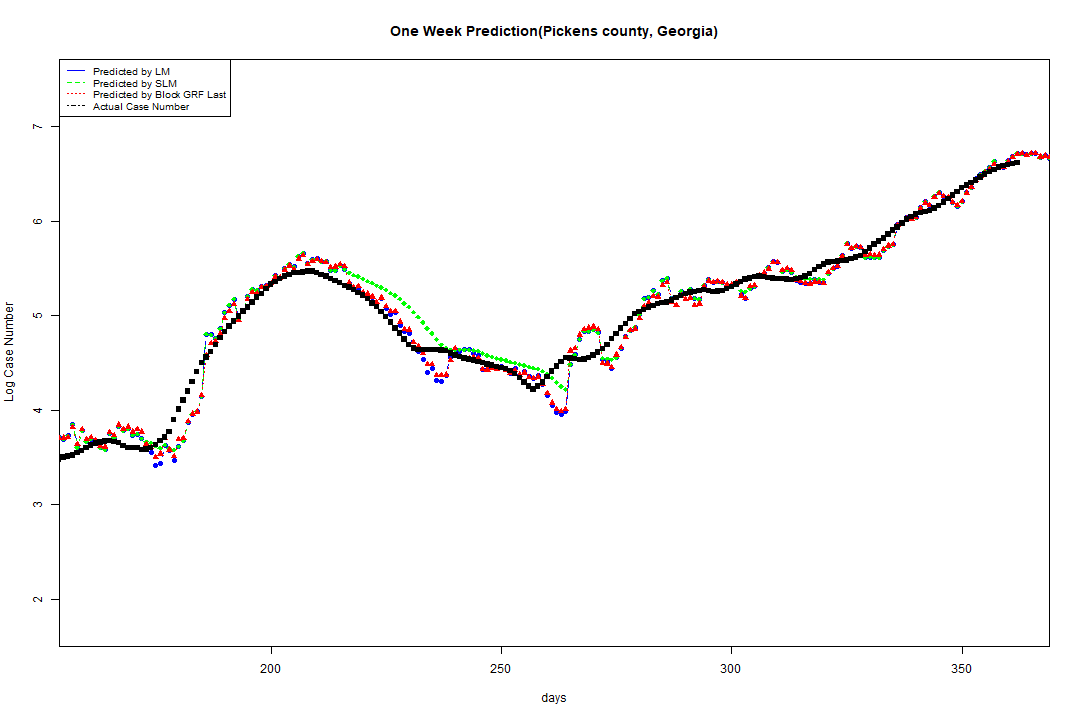 One Week Prediction(Pickens county, Georgia)
Predicted by LM
Predicted by SLM
Predicted by Block GRF Last
Actual Case Number
7
6
5
4
3
2
Log Case Number
200 250 300 350
days